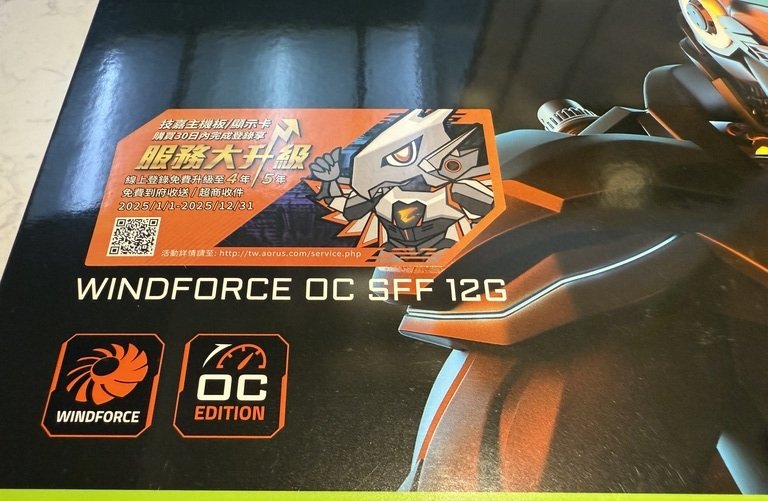 技嘉主機板/顯示卡
購買30日內完成登錄享
服務大升級
線上登錄免費升級至4年/5年
免費到府收送/超商收件
2025/1/1-2025/12/31
活動詳情請至: http://tw.aorus.com/service.php
WINDFORCE OC SFF 12G
WINDFORCE
OC
EDITION